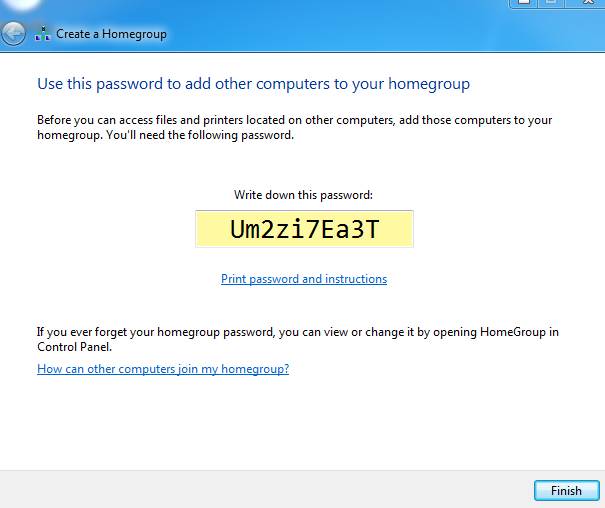 Create a Homegroup
Use this password to add other computers to your homegroup
Before you can access files and printers located on other computers, add those computers to your
homegroup. You'll need the following password.
Write down this password:
Um2zi7Ea3T
Print password and instructions
If you ever forget your homegroup password, you can view or change it by opening HomeGroup in
Control Panel.
How can other computers join my homegroup?
Finish